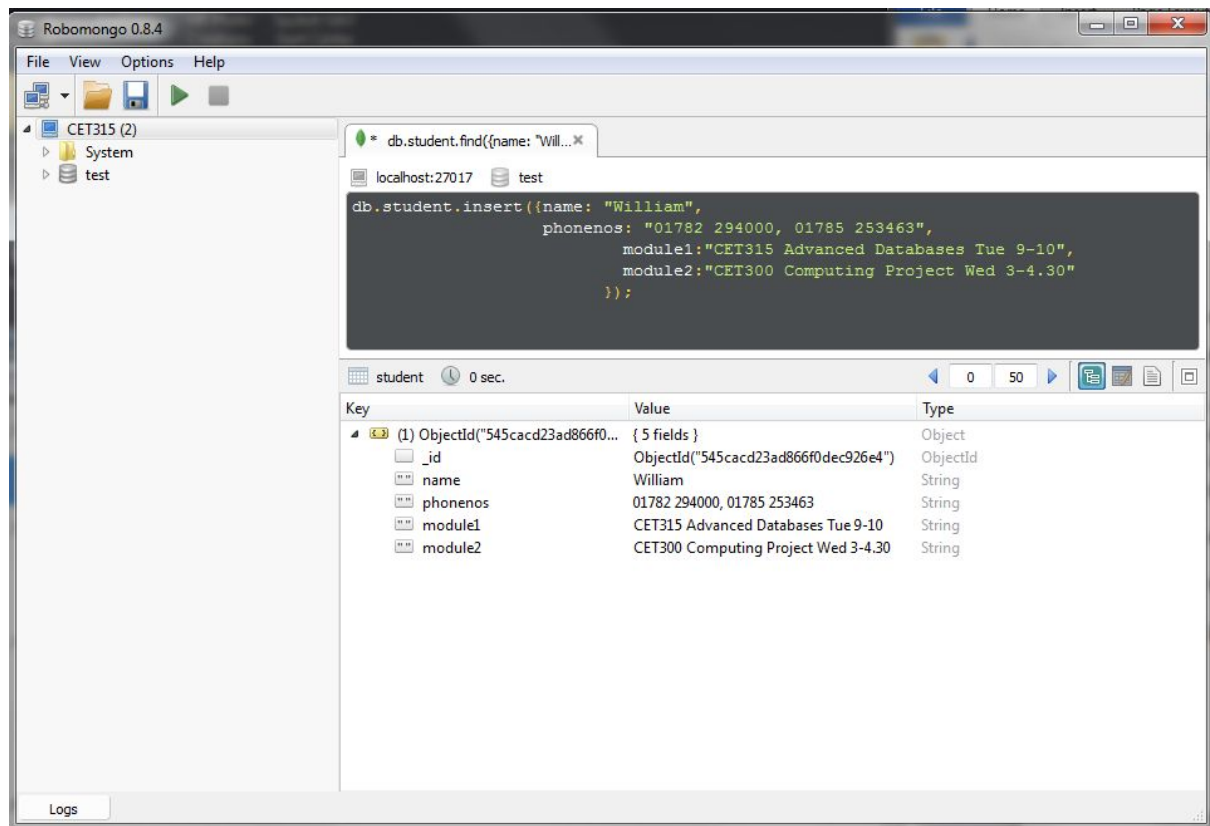 Robomongo 0.8.4
File View Options Help
CET315 (2)
System
test
* db.student.find({name: "Will...
localhost:27017 test
db.student.insert({name: "William",
phonenos: "01782 294000, 01785 253463",
module1:"CET315 Advanced Databases Tue 9-10",
module2:"CET300 Computing Project Wed 3-4.30"
});
student 0 sec. 0 50
Key Value Type
(1) ObjectId("545cacd23ad866f0... { 5 fields } Object
_id ObjectId("545cacd23ad866f0dec926e4") ObjectId
name William String
phonenos 01782 294000, 01785 253463 String
module1 CET315 Advanced Databases Tue 9-10 String
module2 CET300 Computing Project Wed 3-4.30 String
Logs